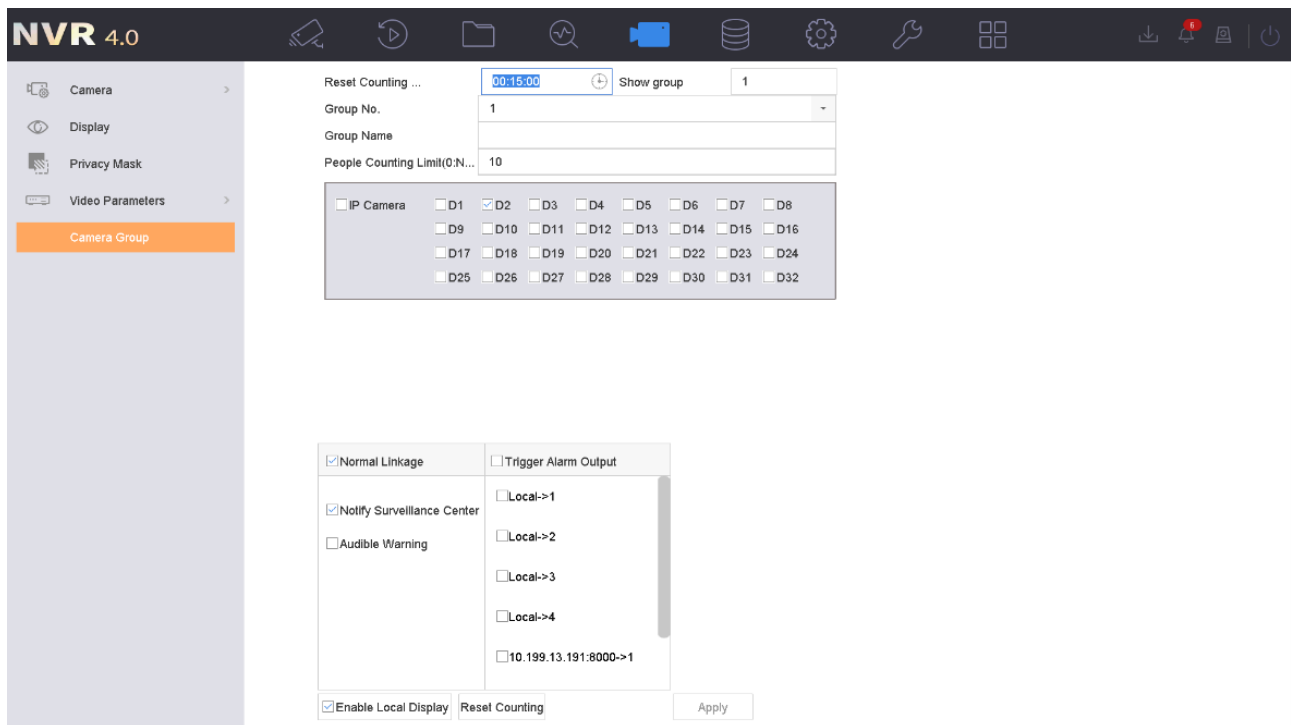 NVR 4.0
6
Camera
Display
Privacy Mask
Video Parameters
Camera Group
Reset Counting ... 00:15:00 Show group 1
Group No. 1
Group Name
People Counting Limit(0:N... 10
IP Camera D1 D2 D3 D4 D5 D6 D7 D8
D9 D10 D11 D12 D13 D14 D15 D16
D17 D18 D19 D20 D21 D22 D23 D24
D25 D26 D27 D28 D29 D30 D31 D32
Normal Linkage Trigger Alarm Output
Local->1
Notify Surveillance Center
Local->2
Audible Warning
Local->3
Local->4
10.199.13.191:8000->1
Enable Local Display Reset Counting Apply